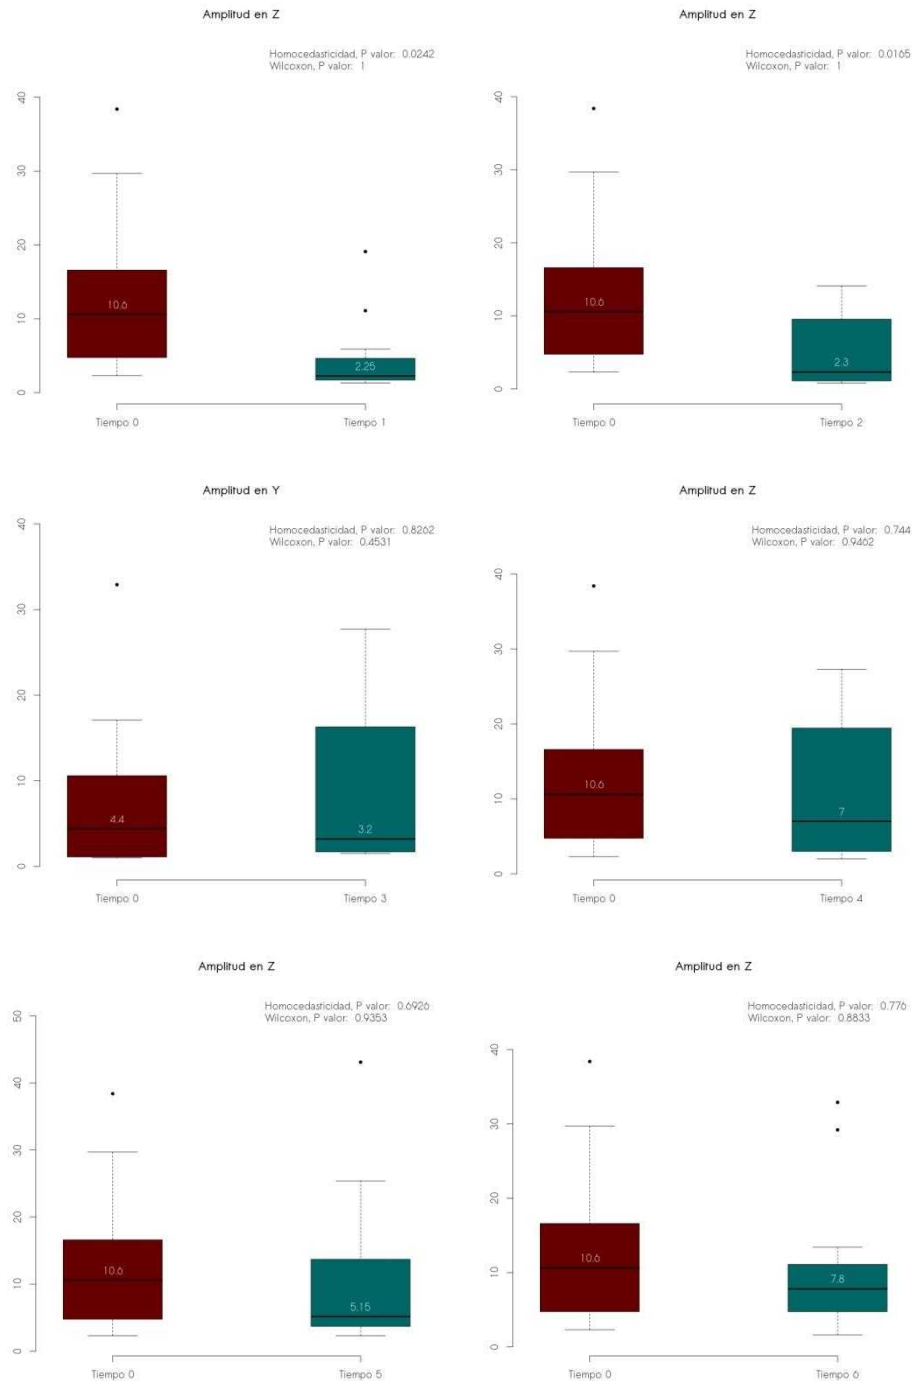 Amplitud en Z
Homocedasticidad, P valor: 0.0242
Wilcoxon, P valor: 1
40
30
20
10
0
10.6
2.25
Tiempo 0
Tiempo 1
Amplitud en Z
Homocedasticidad, P valor: 0.0165
Wilcoxon, P valor: 1
40
30
20
10
0
10.6
2.3
Tiempo 0
Tiempo 2
Amplitud en Y
Homocedasticidad, P valor: 0.8262
Wilcoxon, P valor: 0.4531
40
30
20
10
0
4.4
3.2
Tiempo 0
Tiempo 3
Amplitud en Z
Homocedasticidad, P valor: 0.744
Wilcoxon, P valor: 0.9462
40
30
20
10
0
10.6
7
Tiempo 0
Tiempo 4
Amplitud en Z
Homocedasticidad, P valor: 0.6926
Wilcoxon, P valor: 0.9353
50
40
30
20
10
0
10.6
5.15
Tiempo 0
Tiempo 5
Amplitud en Z
Homocedasticidad, P valor: 0.776
Wilcoxon, P valor: 0.8833
40
30
20
10
0
10.6
7.8
Tiempo 0
Tiempo 6